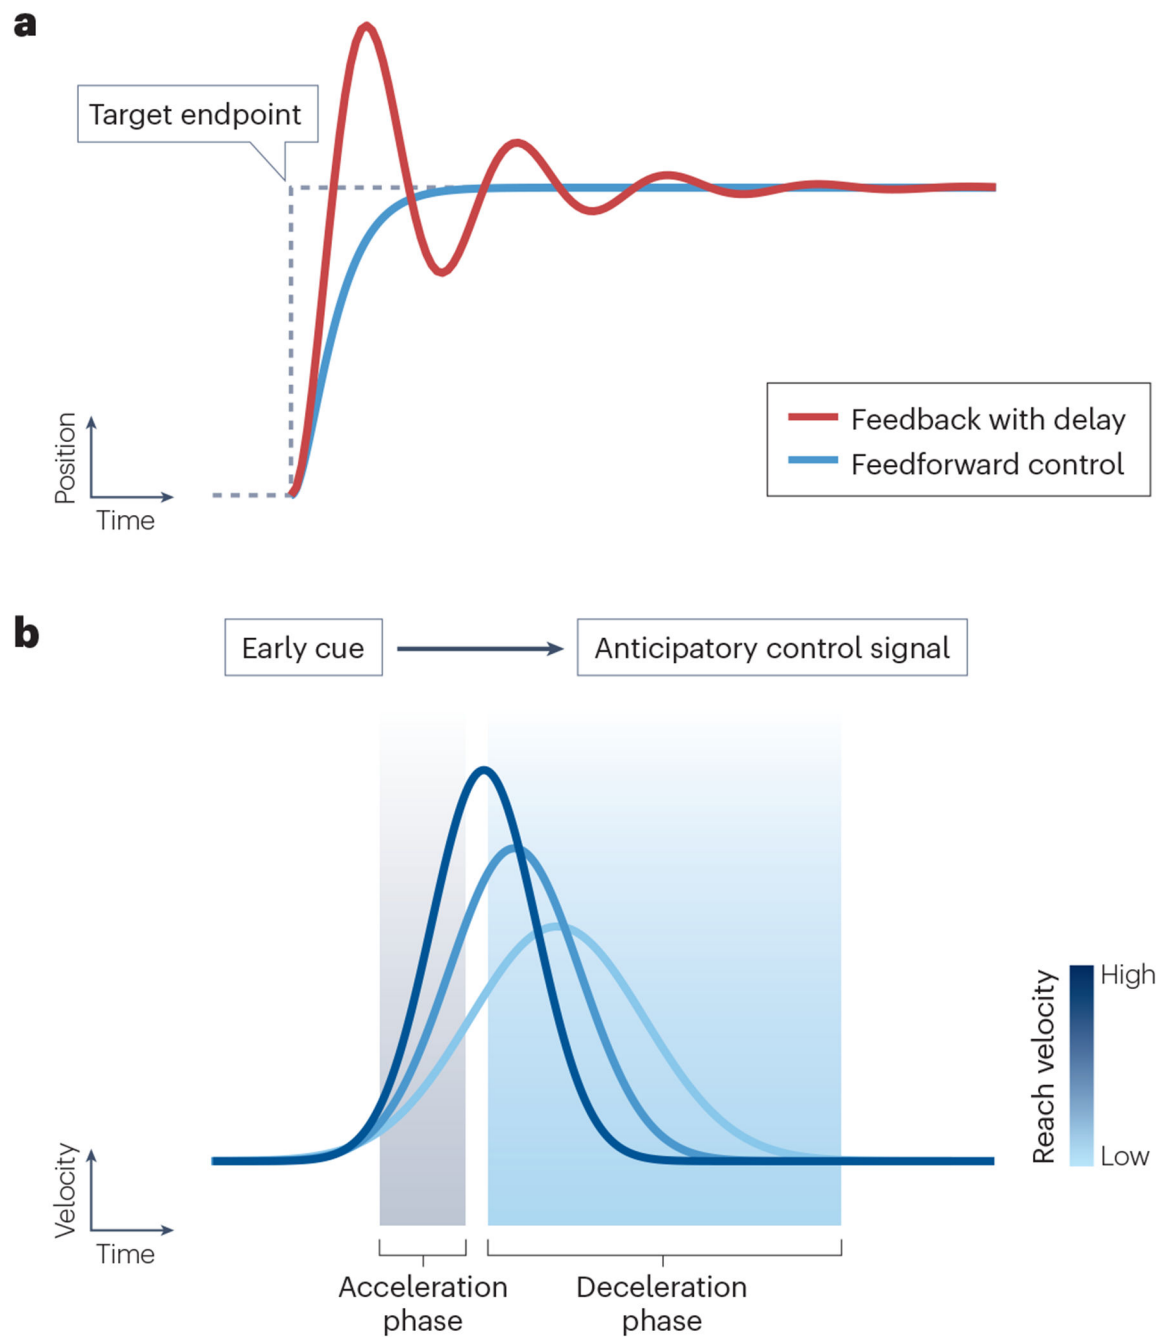 a
Target endpoint
Position
Time
Feedback with delay
Feedforward control
b
Early cue
Anticipatory control signal
Velocity
Time
Reach velocity
High
Low
Acceleration
phase
Deceleration
phase